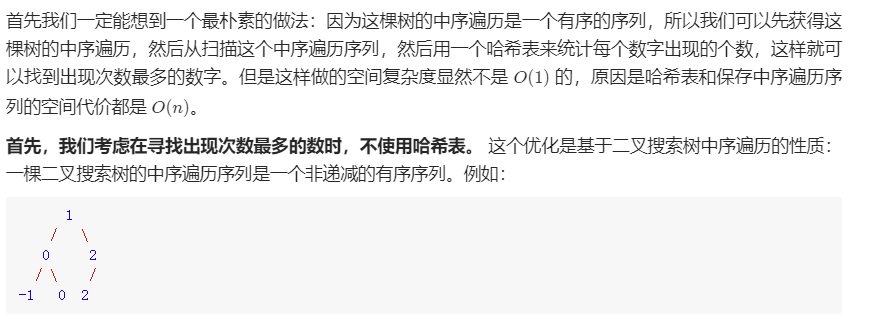 首先我们一定能想到一个最朴素的做法：因为这棵树的中序遍历是一个有序的序列，所以我们可以先获得这
棵树的中序遍历，然后从扫描这个中序遍历序列，然后用一个哈希表来统计每个数字出现的个数，这样就可
以找到出现次数最多的数字。但是这样做的空间复杂度显然不是 O(1) 的，原因是哈希表和保存中序遍历序
列的空间代价都是 O(n)。
首先，我们考虑在寻找出现次数最多的数时，不使用哈希表。 这个优化是基于二叉搜索树中序遍历的性质：
一棵二叉搜索树的中序遍历序列是一个非递减的有序序列。例如：
1
/ \
0 2
/ \ /
-1 0 2